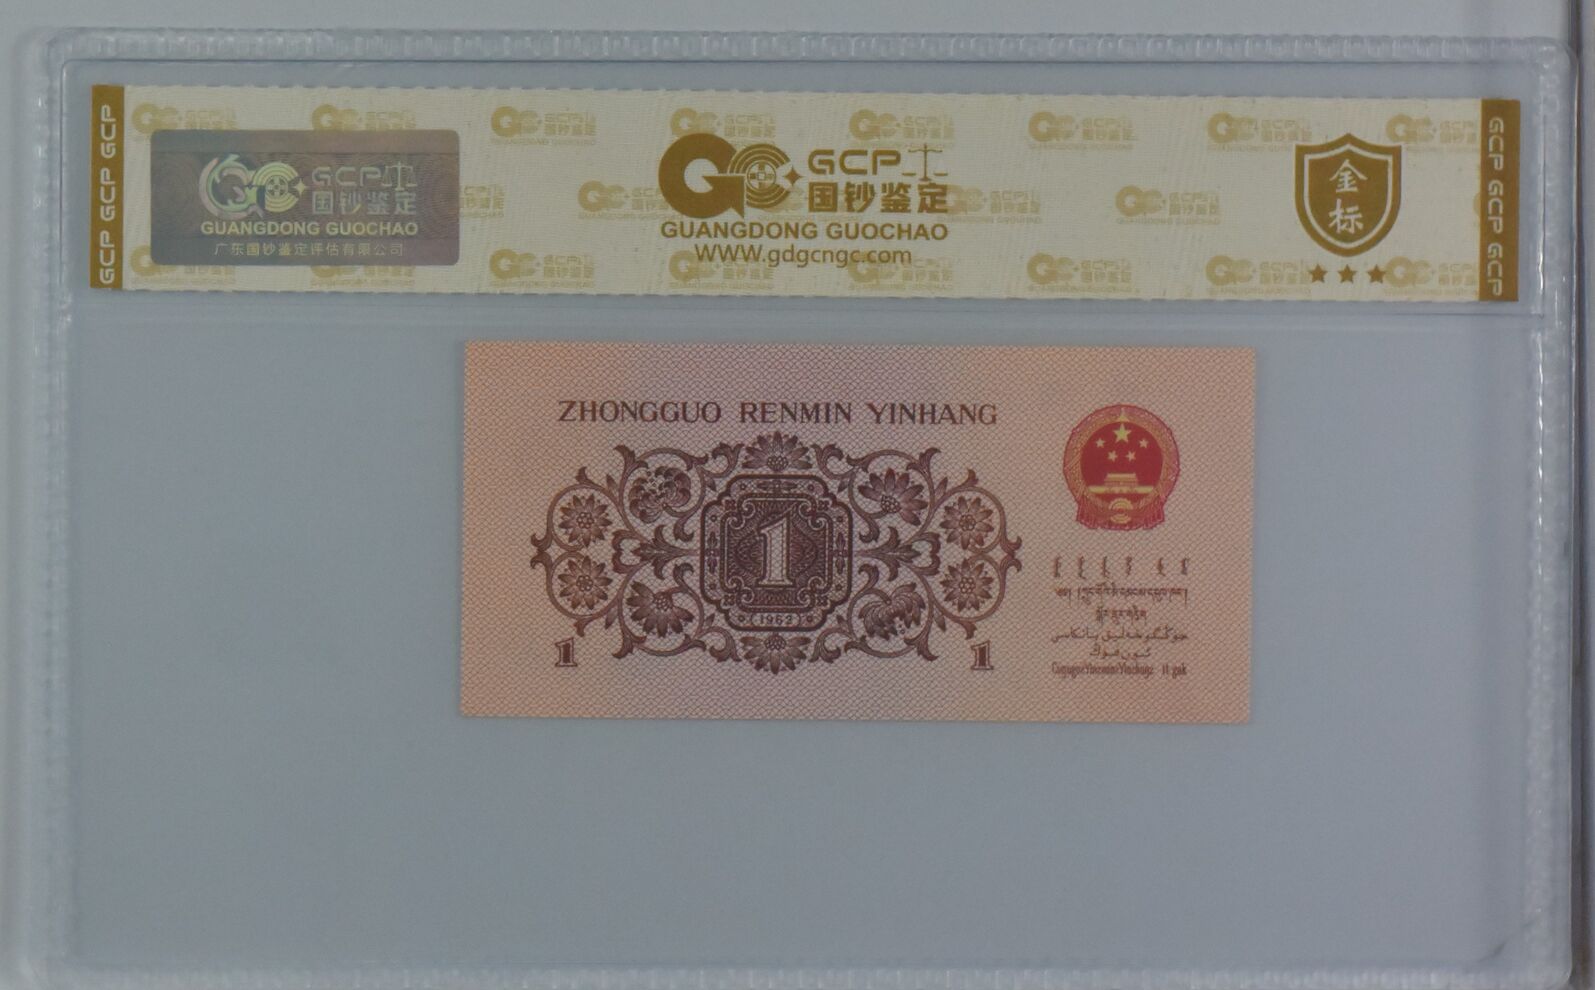 GCP GCP GCP
GCP
国钞鉴定
GUANGDONG GUOCHAO
广东国钞鉴定评估有限公司
GCP
国钞鉴定
GUANGDONG GUOCHAO
WWW.gdgcngc.com
金标
GCP GCP GCP
ZHONGGUO RENMIN YINHANG
1
(1962)
1
1